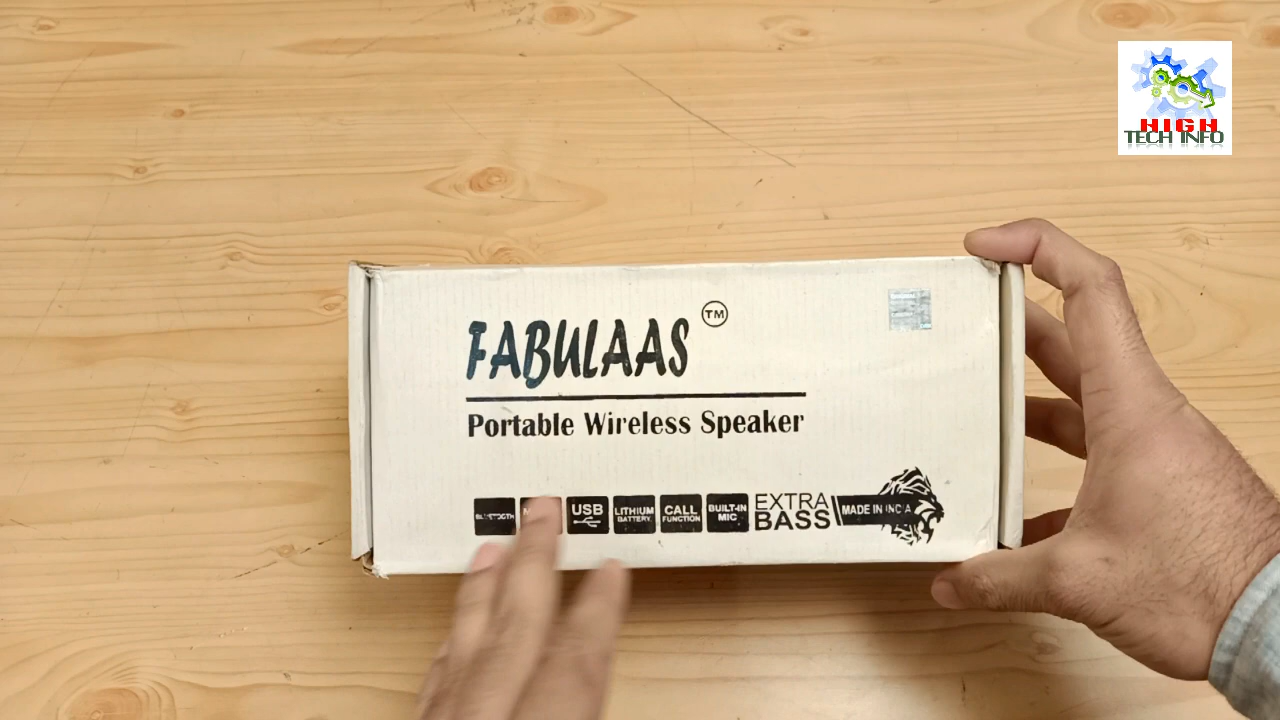 HIGH
TECH INFO
FABULAAS TM
Portable Wireless Speaker
BLUETOOTH
USB
LITHIUM
BATTERY
CALL
FUNCTION
BUILT-IN
MIC
EXTRA
BASS
MADE IN INDIA